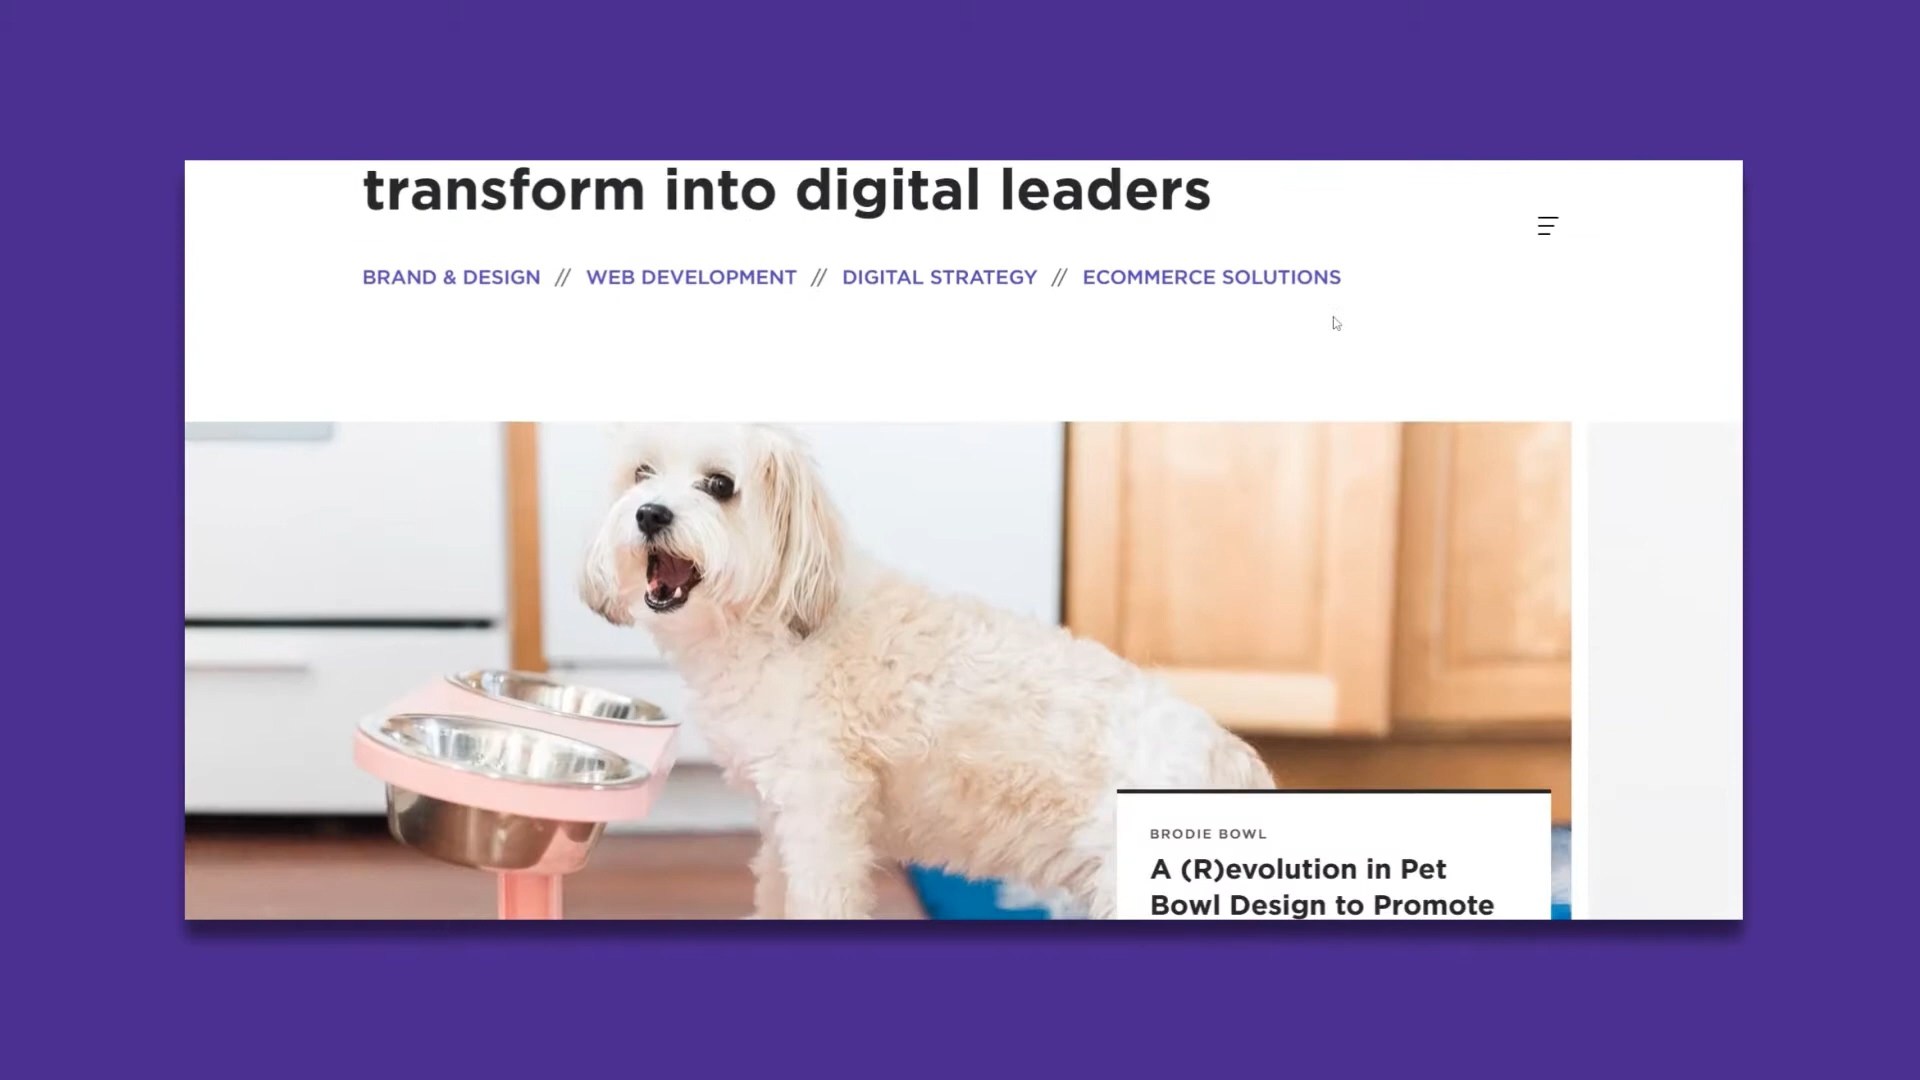 transform into digital leaders
BRAND & DESIGN // WEB DEVELOPMENT // DIGITAL STRATEGY // ECOMMERCE SOLUTIONS
BRODIE BOWL
A (R)evolution in Pet
Bowl Design to Promote